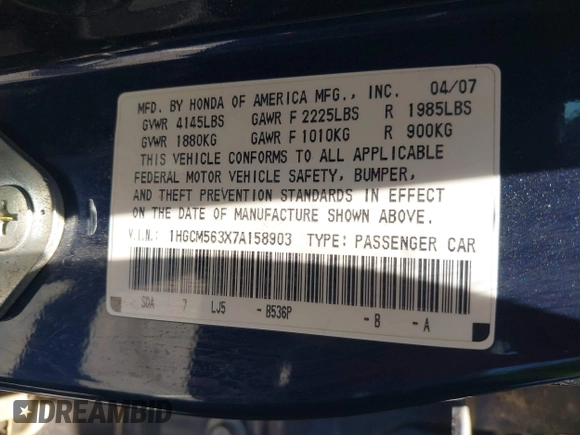 MFD. BY HONDA OF AMERICA MFG., INC. 04/07
GVWR 4145LBS GAWR F 2225LBS R 1985LBS
GVWR 1880KG GAWR F 1010KG R 900KG
THIS VEHICLE CONFORMS TO ALL APPLICABLE
FEDERAL MOTOR VEHICLE SAFETY, BUMPER,
AND THEFT PREVENTION STANDARDS IN EFFECT
ON THE DATE OF MANUFACTURE SHOWN ABOVE.
V.I.N.: 1HGCM563X7A158903 TYPE: PASSENGER CAR
SDA 7 LJ5 - B536P - B - A
DREAMBID